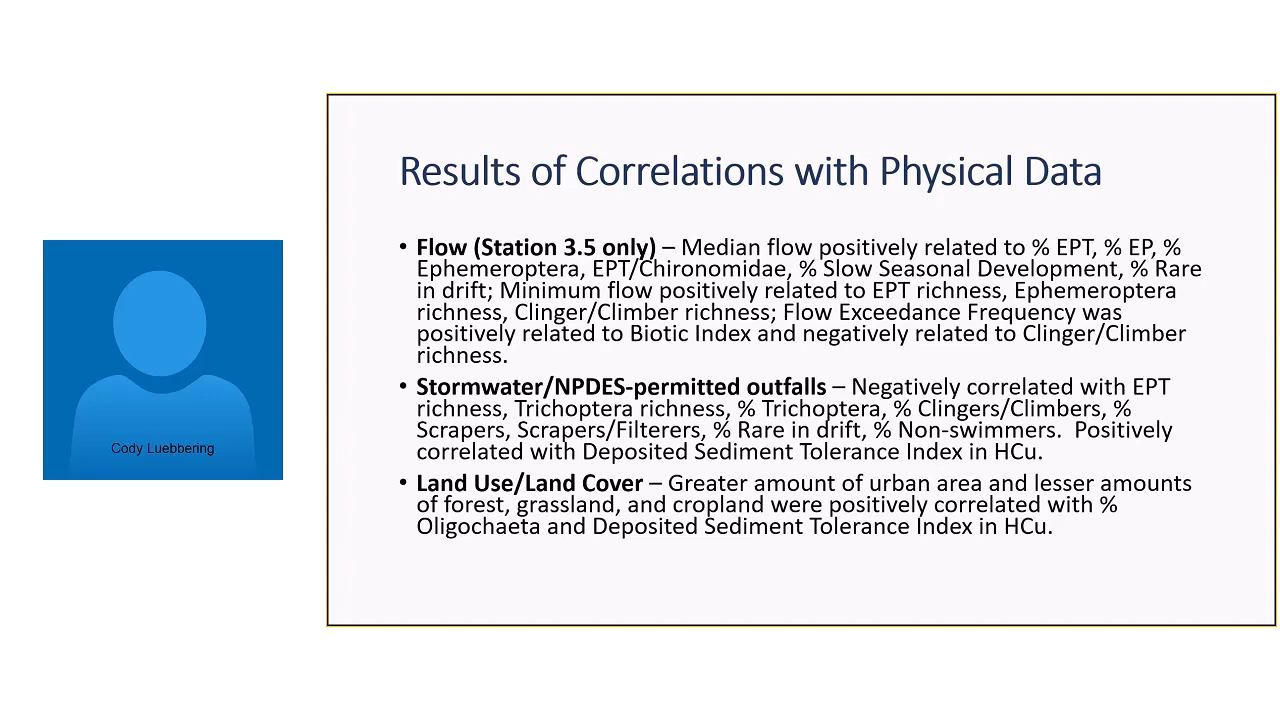 Results of Correlations with Physical Data
• Flow (Station 3.5 only) – Median flow positively related to % EPT, % EP, %
Ephemeroptera, EPT/Chironomidae, % Slow Seasonal Development, % Rare
in drift; Minimum flow positively related to EPT richness, Ephemeroptera
richness, Clinger/Climber richness; Flow Exceedance Frequency was
positively related to Biotic Index and negatively related to Clinger/Climber
richness.
• Stormwater/NPDES-permitted outfalls – Negatively correlated with EPT
richness, Trichoptera richness, % Trichoptera, % Clingers/Climbers, %
Scrapers, Scrapers/Filterers, % Rare in drift, % Non-swimmers.  Positively
correlated with Deposited Sediment Tolerance Index in HCu.
• Land Use/Land Cover – Greater amount of urban area and lesser amounts
of forest, grassland, and cropland were positively correlated with %
Oligochaeta and Deposited Sediment Tolerance Index in HCu.
Cody Luebbering